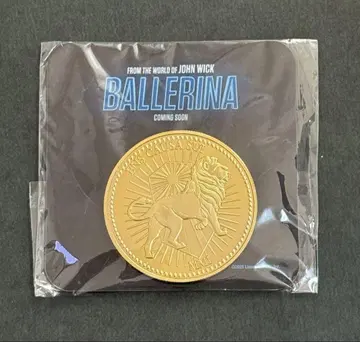 FROM THE WORLD OF JOHN WICK
BALLERINA
COMING SOON